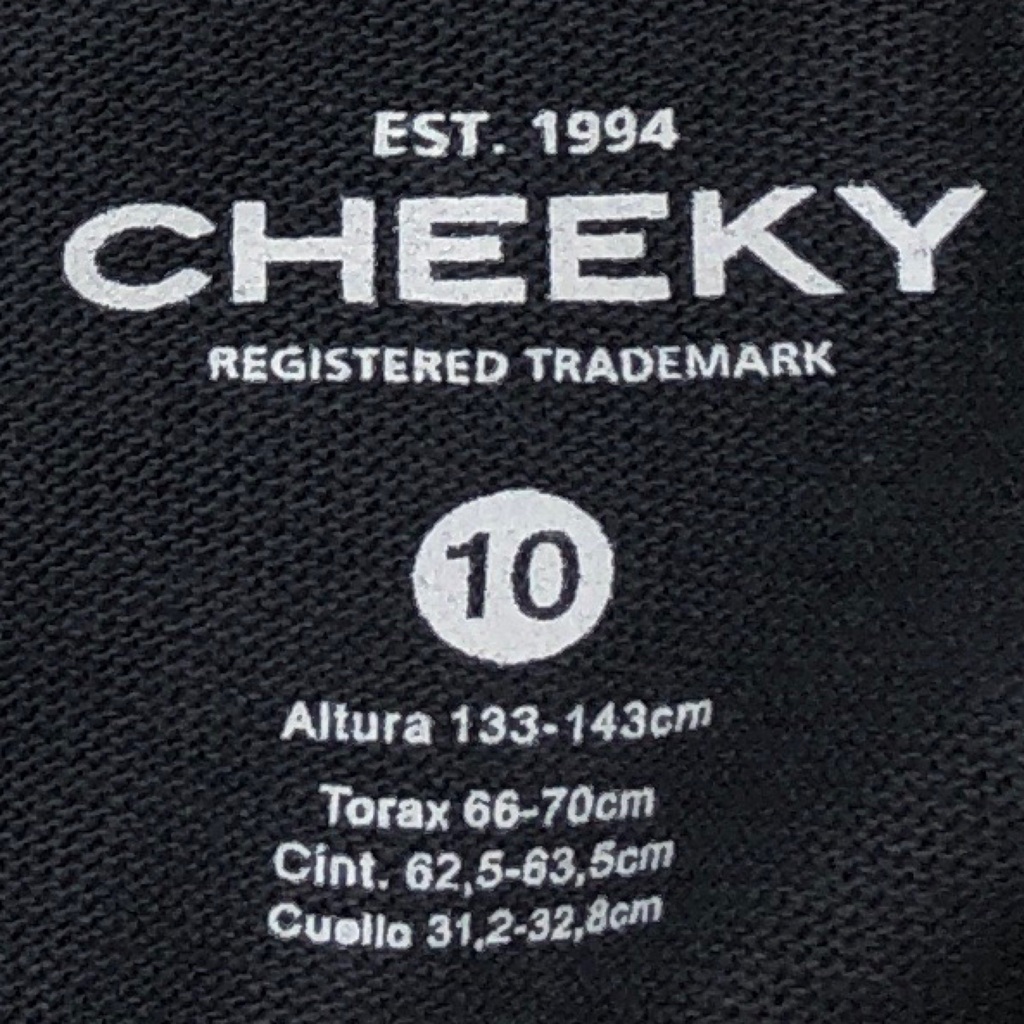 EST. 1994
CHEEKY
REGISTERED TRADEMARK
10
Altura 133-143cm
Torax 66-70cm
Cint. 62,5-63,5cm
Cuello 31,2-32,8cm